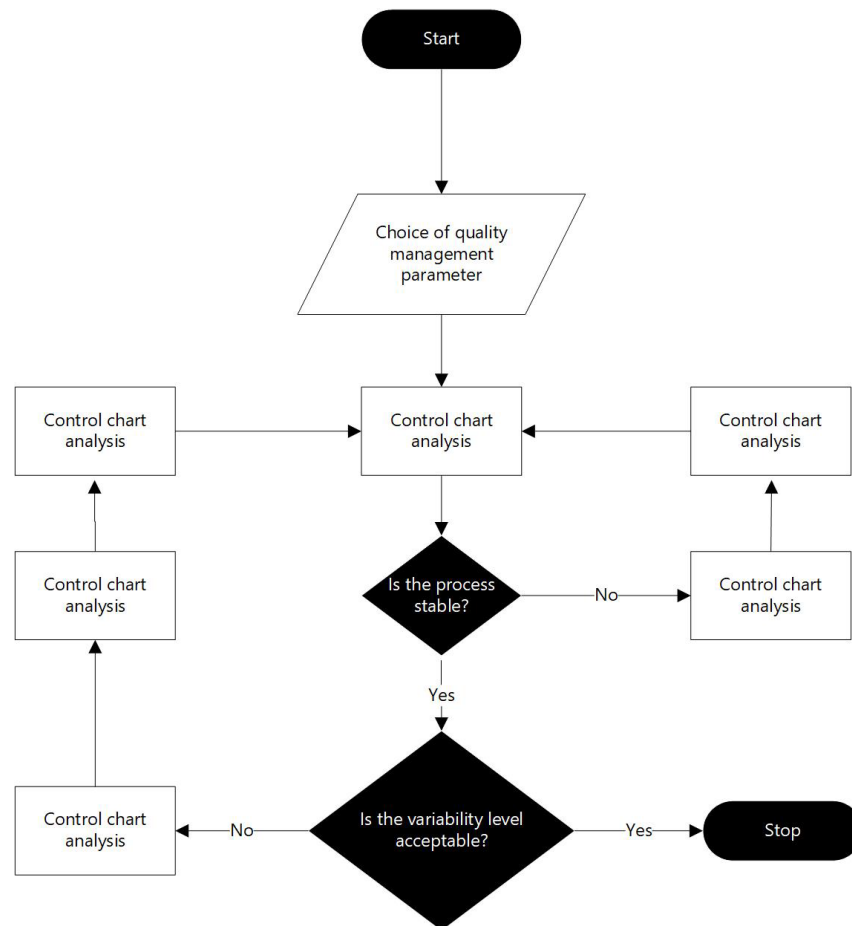 Start
Choice of quality
management
parameter
Control chart
analysis
Control chart
analysis
Control chart
analysis
Control chart
analysis
Is the process
stable?
No
Control chart
analysis
Yes
Control chart
analysis
No
Is the variability level
acceptable?
Yes
Stop